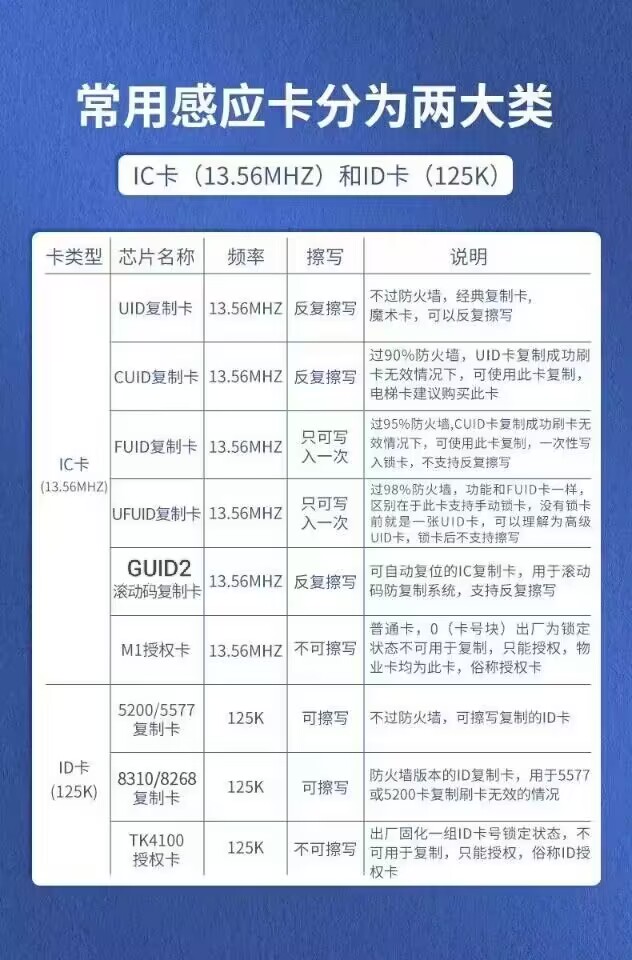 常用感应卡分为两大类
IC卡（13.56MHZ）和ID卡（125K）
卡类型 芯片名称 频率 擦写 说明
IC卡
(13.56MHZ)
UID复制卡 13.56MHZ 反复擦写
不过防火墙，经典复制卡,
魔术卡，可以反复擦写
CUID复制卡 13.56MHZ 反复擦写
过90%防火墙，UID卡复制成功刷
卡无效情况下，可使用此卡复制，
电梯卡建议购买此卡
FUID复制卡 13.56MHZ
只可写
入一次
过95%防火墙,CUID卡复制成功刷卡无
效情况下，可使用此卡复制，一次性写
入锁卡，不支持反复擦写
UFUID复制卡 13.56MHZ
只可写
入一次
过98%防火墙，功能和FUID卡一样，
区别在于此卡支持手动锁卡，没有锁卡
前就是一张UID卡，可以理解为高级
UID卡，锁卡后不支持擦写
GUID2
滚动码复制卡 13.56MHZ 反复擦写
可自动复位的IC复制卡，用于滚动
码防复制系统，支持反复擦写
M1授权卡 13.56MHZ 不可擦写
普通卡，0（卡号块）出厂为锁定
状态不可用于复制，只能授权，物
业卡均为此卡，俗称授权卡
ID卡
(125K)
5200/5577
复制卡
125K 可擦写 不过防火墙，可擦写复制的ID卡
8310/8268
复制卡
125K 可擦写
防火墙版本的ID复制卡，用于5577
或5200卡复制刷卡无效的情况
TK4100
授权卡
125K 不可擦写
出厂固化一组ID卡号锁定状态，不
可用于复制，只能授权，俗称ID授
权卡